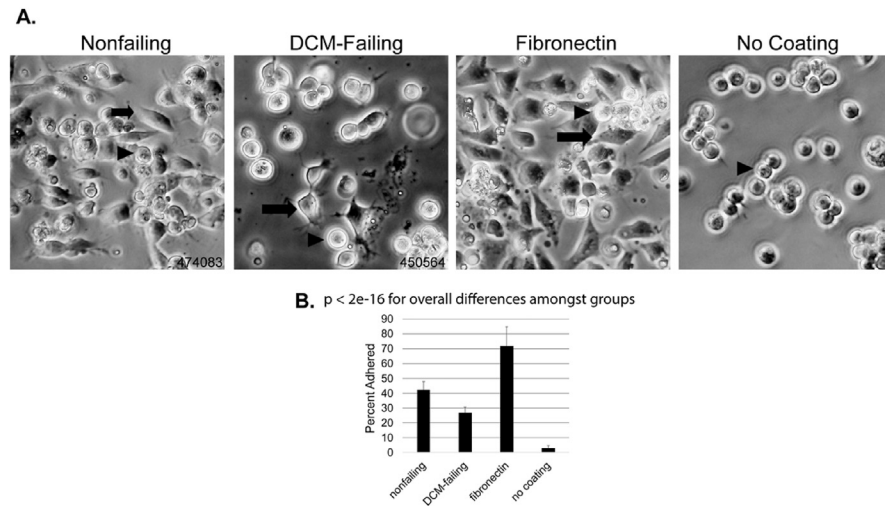 A.
Nonfailing DCM-Failing Fibronectin No Coating
474083 450564
B. p < 2e-16 for overall differences amongst groups
Percent Adhered
90
80
70
60
50
40
30
20
10
0
nonfailing DCM-failing fibronectin no coating